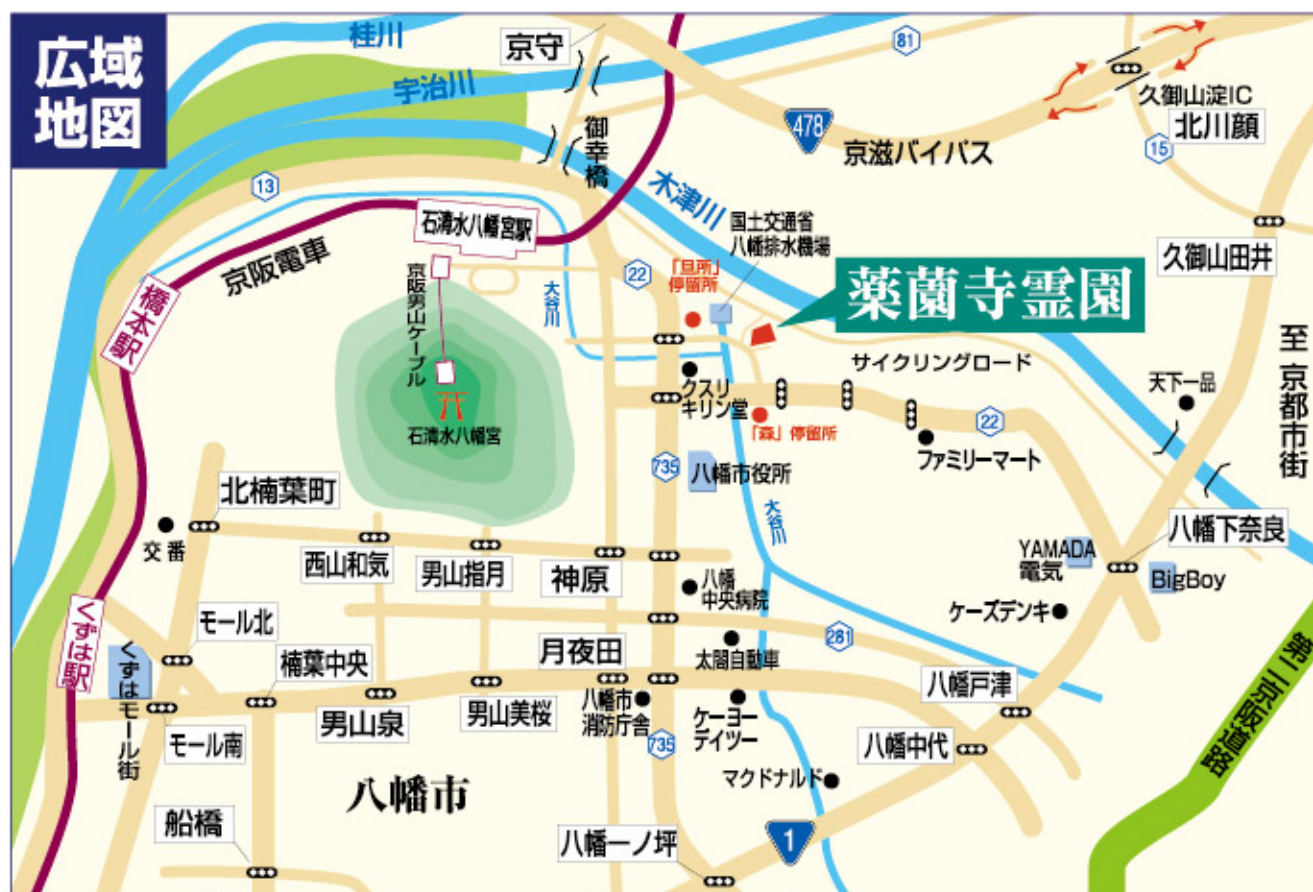 広域
地図
桂川
宇治川
京守
81
478
京滋バイパス
久御山淀IC
北川顔
15
御幸橋
木津川
13
石清水八幡宮駅
京阪電車
橋本駅
京阪男山ケーブル
大谷川
22
「旦所」
停留所
国土交通省
八幡排水機場
薬薗寺霊園
久御山田井
至 京都市街
サイクリングロード
天下一品
クスリ
キリン堂
「森」停留所
22
ファミリーマート
石清水八幡宮
735
八幡市役所
大谷川
北楠葉町
交番
西山和気
男山指月
神原
八幡
中央病院
YAMADA
電気
八幡下奈良
BigBoy
ケーズデンキ
くずは駅
モール北
くずはモール街
楠葉中央
月夜田
太閤自動車
281
八幡戸津
第二京阪道路
モール南
男山泉
男山美桜
八幡市
消防庁舎
735
ケーヨー
デイツー
八幡中代
マクドナルド
八幡市
船橋
八幡一ノ坪
1